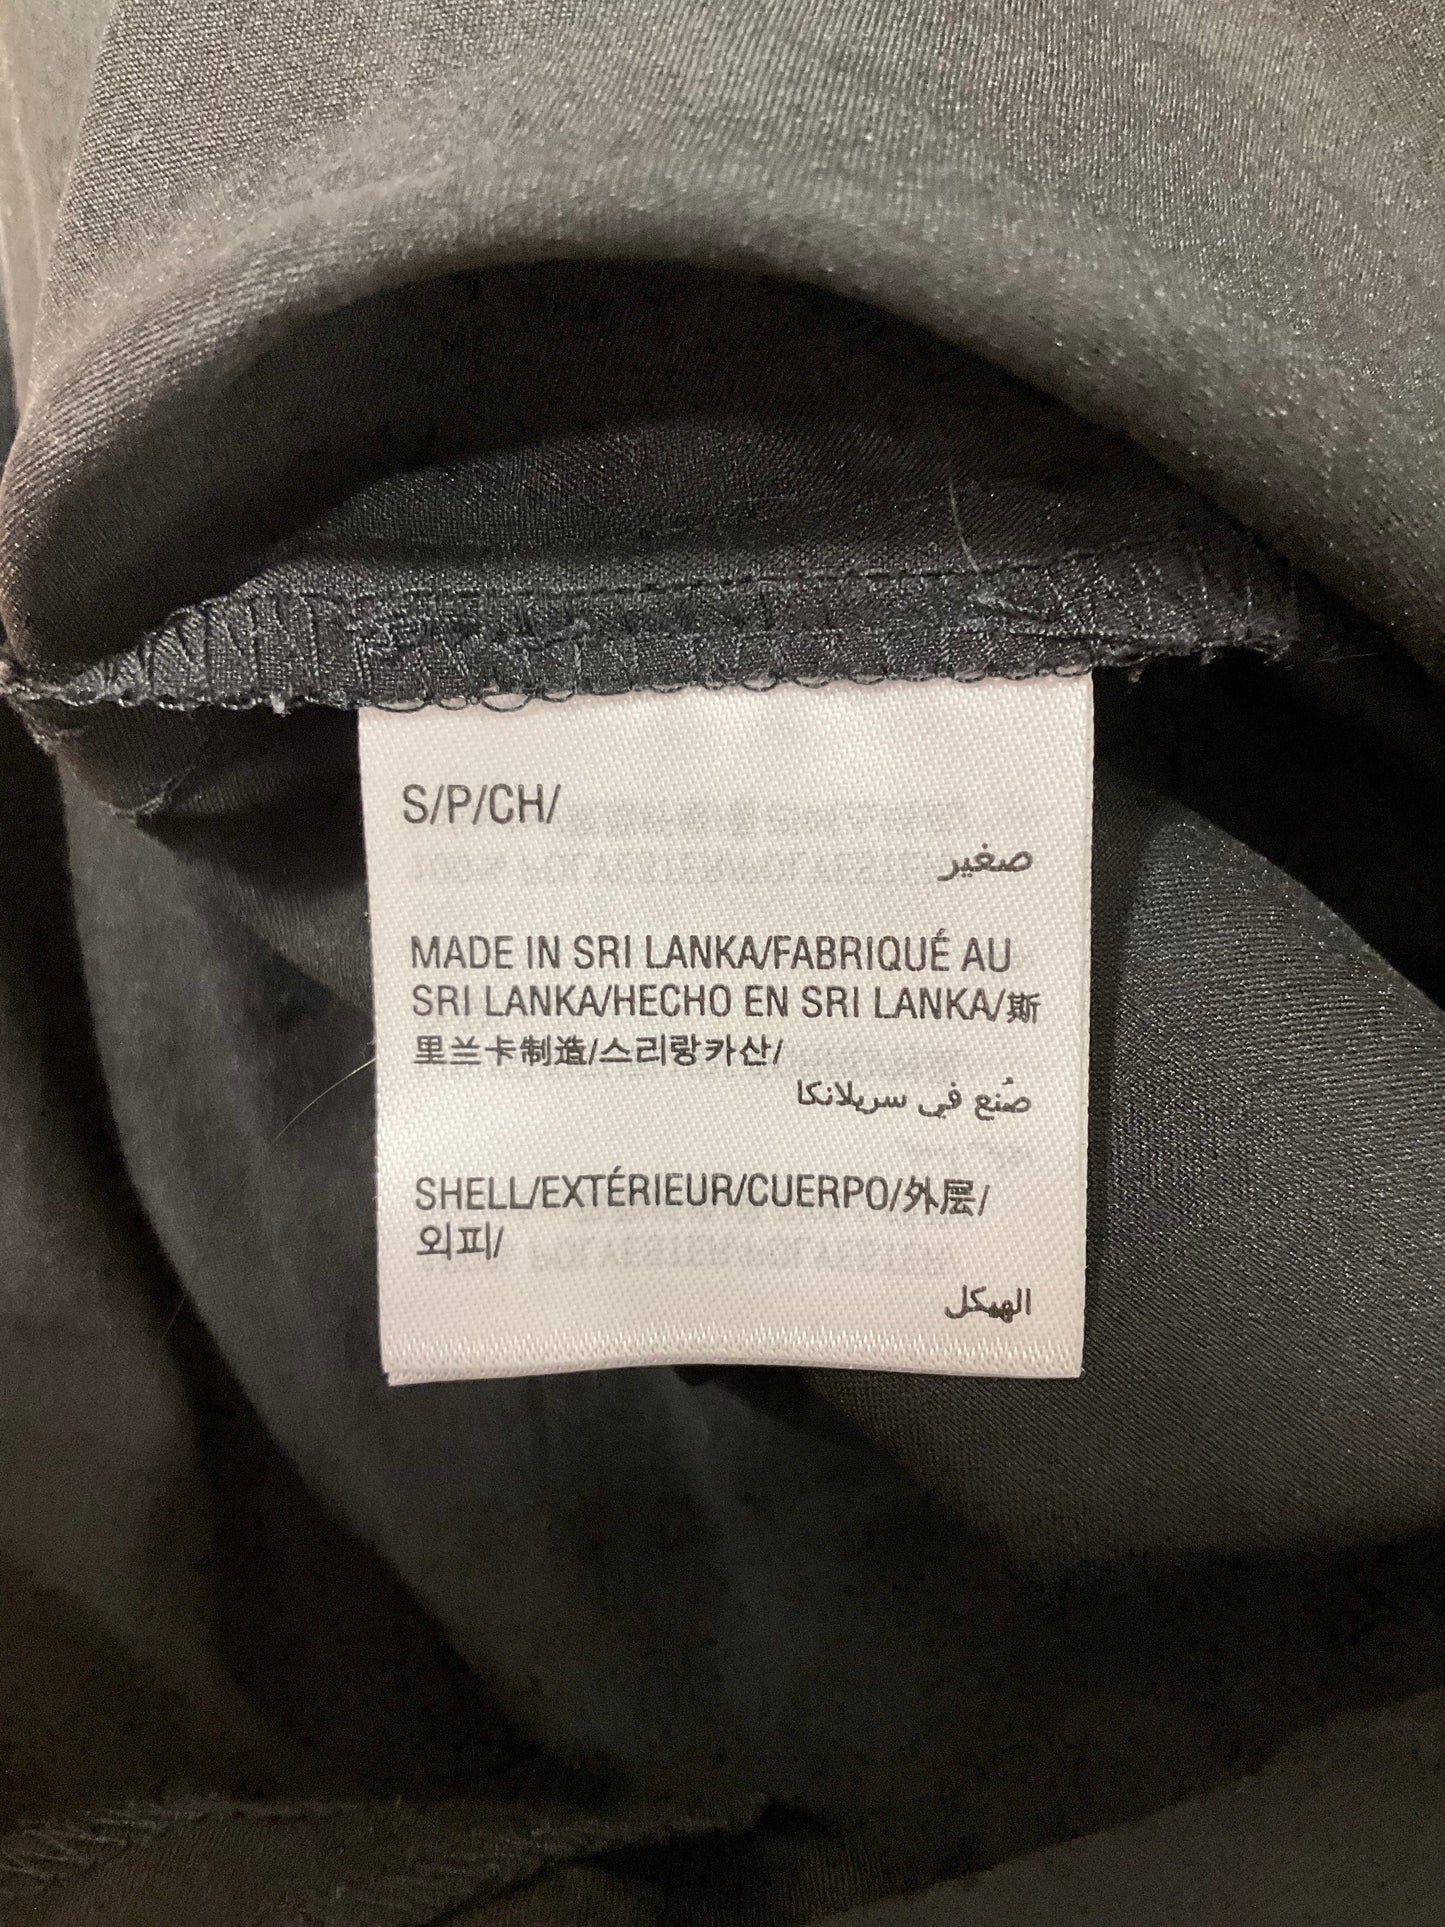 S/P/CH/
صغير
MADE IN SRI LANKA/FABRIQUÉ AU
SRI LANKA/HECHO EN SRI LANKA/斯
里兰卡制造/스리랑카산/
صُنع في سريلانكا
SHELL/EXTÉRIEUR/CUERPO/外层/
외피/
الهيكل